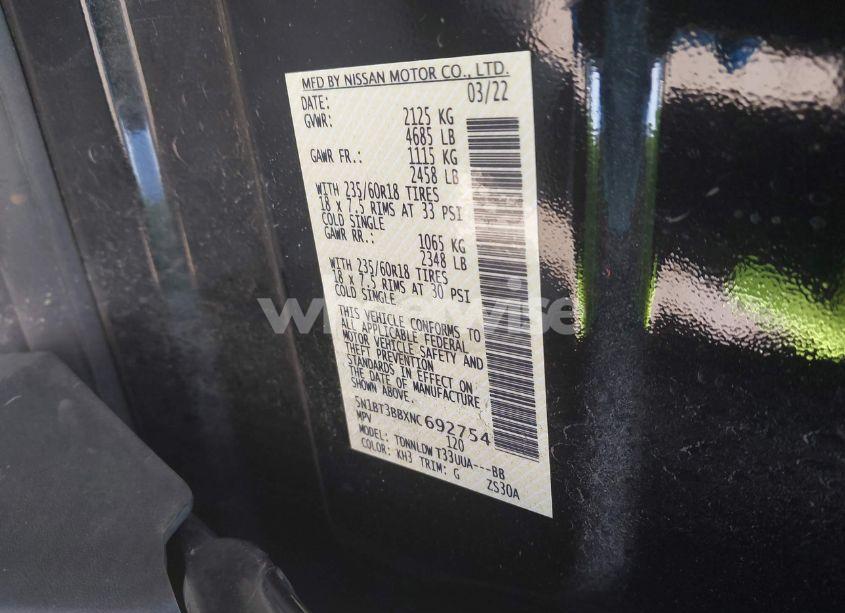 MFD BY NISSAN MOTOR CO., LTD.
DATE: 03/22
GVWR: 2125 KG
4685 LB
GAWR FR.: 1115 KG
2458 LB
WITH 235/60R18 TIRES
18 x 7.5 RIMS AT 33 PSI
COLD SINGLE
GAWR RR.: 1065 KG
2348 LB
WITH 235/60R18 TIRES
18 x 7.5 RIMS AT 30 PSI
COLD SINGLE
THIS VEHICLE CONFORMS TO
ALL APPLICABLE FEDERAL
MOTOR VEHICLE SAFETY AND
THEFT PREVENTION
STANDARDS IN EFFECT ON
THE DATE OF MANUFACTURE
SHOWN ABOVE.
5N1BT3BBXNC692754
MPV 120
MODEL: TDNNLDW T33UUA---BB
COLOR: KH3 TRIM: G ZS30A